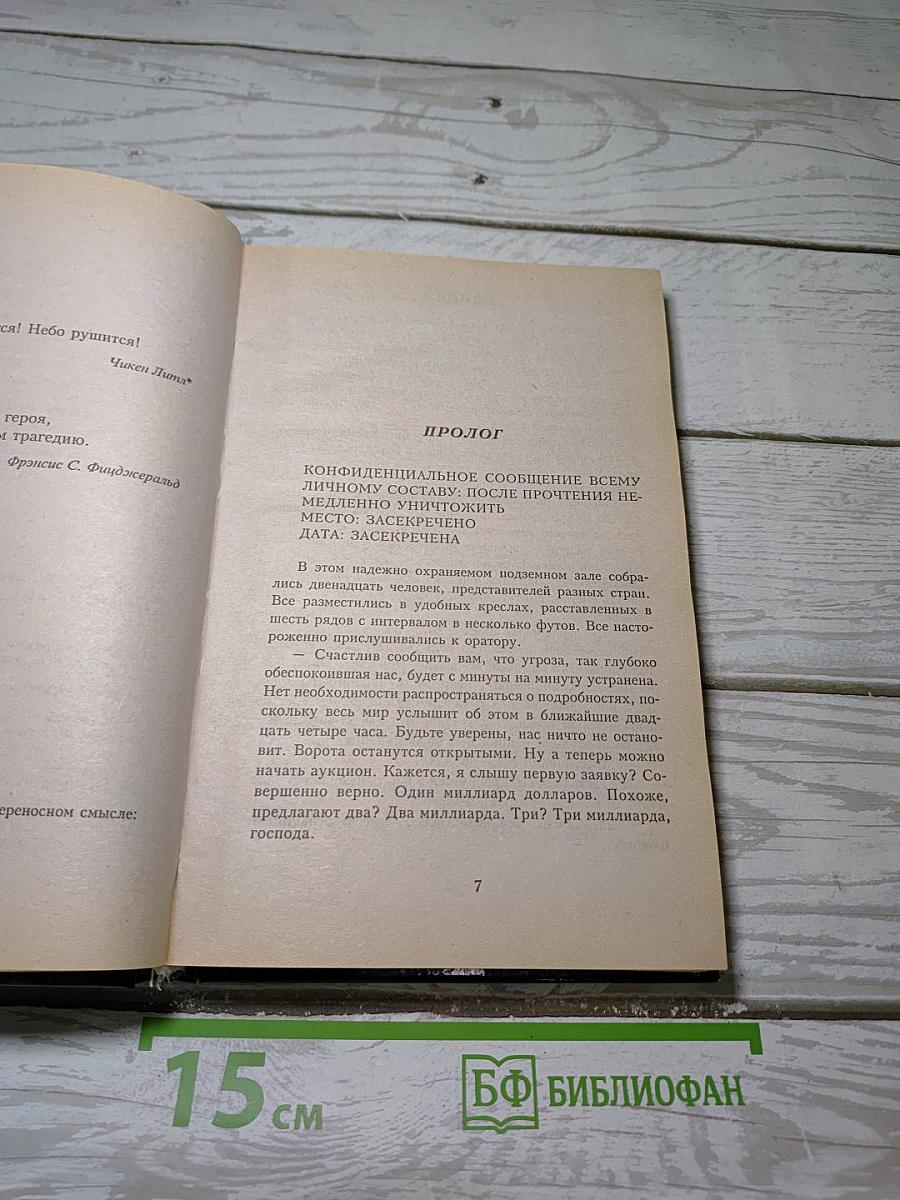 ся! Небо рушится!
Чикен Литл*
героя,
м трагедию.
Фрэнсис С. Фицджеральд
ереносном смысле:
ПРОЛОГ
КОНФИДЕНЦИАЛЬНОЕ СООБЩЕНИЕ ВСЕМУ
ЛИЧНОМУ СОСТАВУ: ПОСЛЕ ПРОЧТЕНИЯ НЕ-
МЕДЛЕННО УНИЧТОЖИТЬ
МЕСТО: ЗАСЕКРЕЧЕНО
ДАТА: ЗАСЕКРЕЧЕНА
В этом надежно охраняемом подземном зале собра-
лись двенадцать человек, представителей разных стран.
Все разместились в удобных креслах, расставленных в
шесть рядов с интервалом в несколько футов. Все насто-
роженно прислушивались к оратору.
— Счастлив сообщить вам, что угроза, так глубоко
обеспокоившая нас, будет с минуты на минуту устранена.
Нет необходимости распространяться о подробностях, по-
скольку весь мир услышит об этом в ближайшие двад-
цать четыре часа. Будьте уверены, нас ничто не остано-
вит. Ворота останутся открытыми. Ну а теперь можно
начать аукцион. Кажется, я слышу первую заявку? Со-
вершенно верно. Один миллиард долларов. Похоже,
предлагают два? Два миллиарда. Три? Три миллиарда,
господа.
7
15 см
БФ БИБЛИОФАН